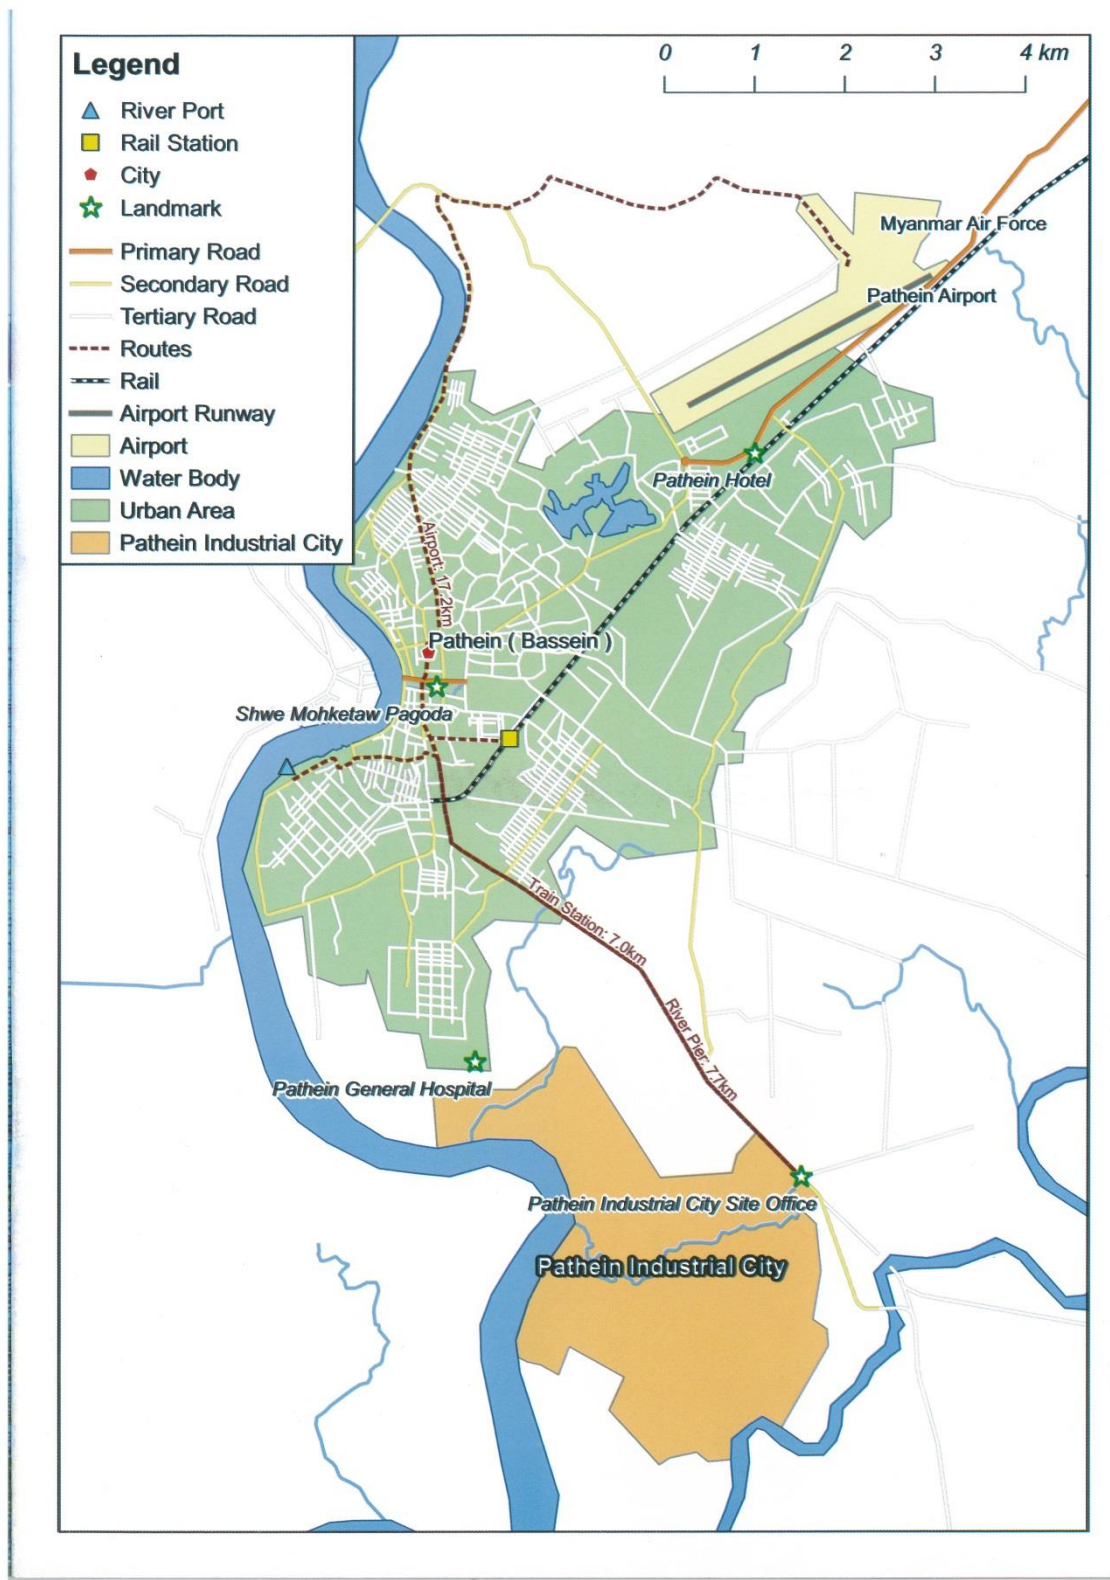 Legend
River Port
Rail Station
City
Landmark
Primary Road
Secondary Road
Tertiary Road
Routes
Rail
Airport Runway
Airport
Water Body
Urban Area
Pathein Industrial City
0 1 2 3 4 km
Myanmar Air Force
Pathein Airport
Pathein Hotel
Airport: 17.2km
Pathein ( Bassein )
Shwe Mohketaw Pagoda
Train Station: 7.0km
River Pier: 7.7km
Pathein General Hospital
Pathein Industrial City Site Office
Pathein Industrial City